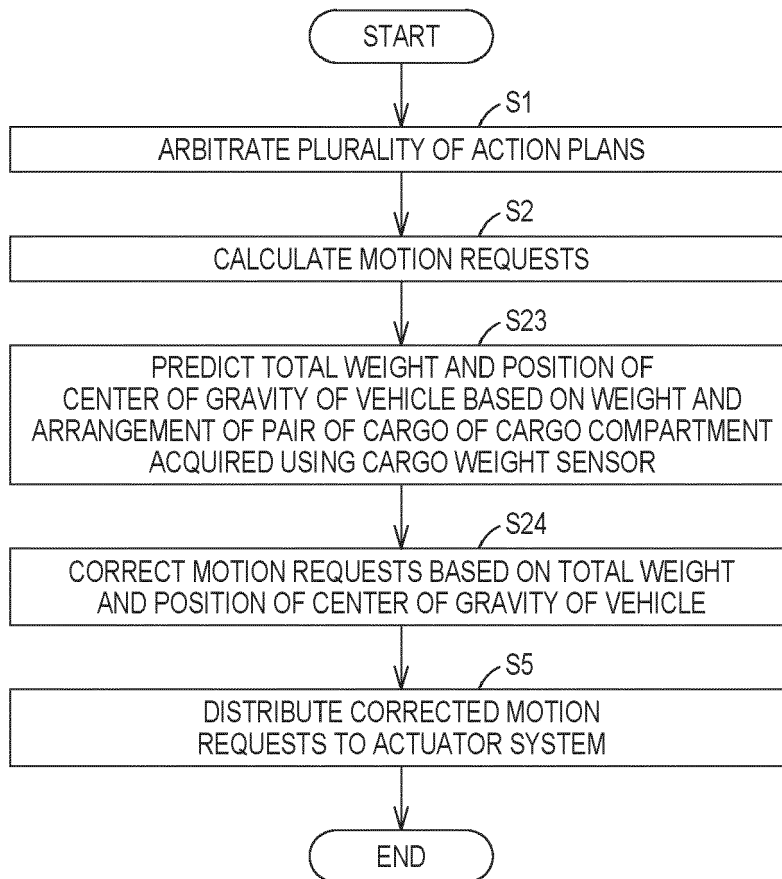 START
S1
ARBITRATE PLURALITY OF ACTION PLANS
S2
CALCULATE MOTION REQUESTS
S23
PREDICT TOTAL WEIGHT AND POSITION OF
CENTER OF GRAVITY OF VEHICLE BASED ON WEIGHT AND
ARRANGEMENT OF PAIR OF CARGO OF CARGO COMPARTMENT
ACQUIRED USING CARGO WEIGHT SENSOR
S24
CORRECT MOTION REQUESTS BASED ON TOTAL WEIGHT
AND POSITION OF CENTER OF GRAVITY OF VEHICLE
S5
DISTRIBUTE CORRECTED MOTION
REQUESTS TO ACTUATOR SYSTEM
END